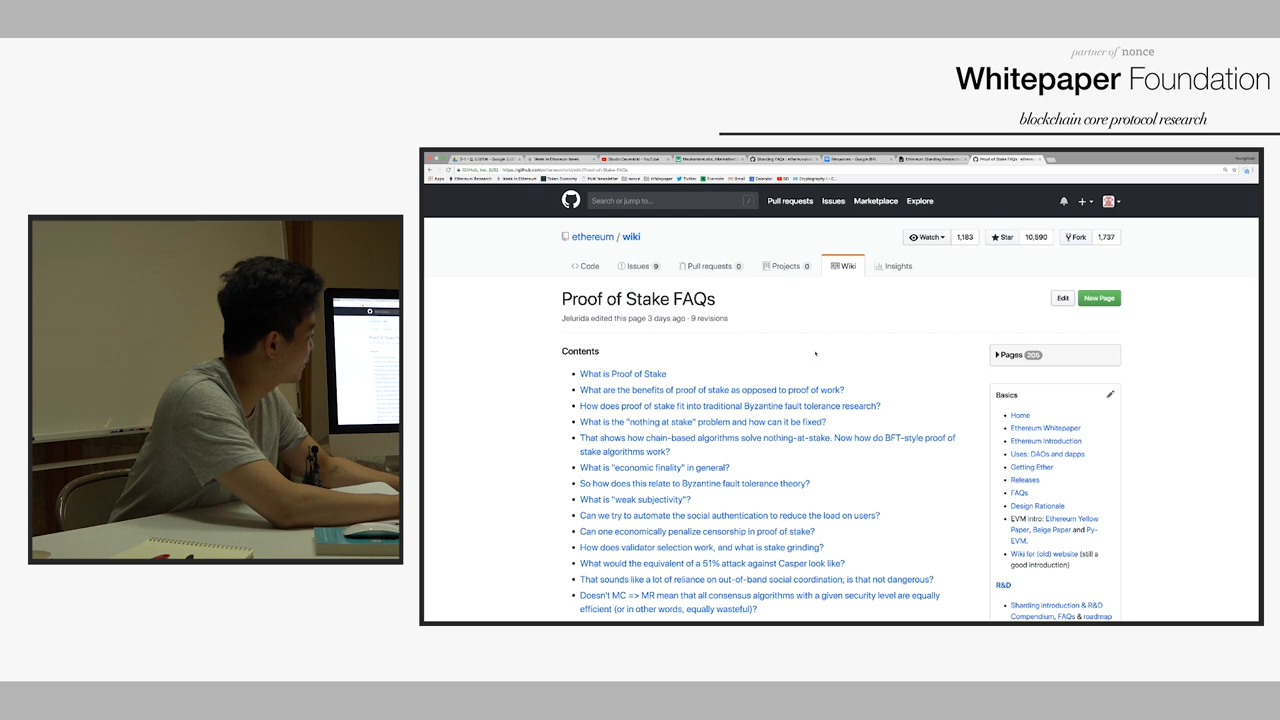 partner of nonce
Whitepaper Foundation
blockchain core protocol research
Search or jump to... /
Pull requests Issues Marketplace Explore
ethereum / wiki
Watch 1,183 Star 10,590 Fork 1,737
Code Issues 9 Pull requests 0 Projects 0 Wiki Insights
Proof of Stake FAQs
Edit New Page
Jelurida edited this page 3 days ago · 9 revisions
Contents
What is Proof of Stake
What are the benefits of proof of stake as opposed to proof of work?
How does proof of stake fit into traditional Byzantine fault tolerance research?
What is the "nothing at stake" problem and how can it be fixed?
That shows how chain-based algorithms solve nothing-at-stake. Now how do BFT-style proof of
stake algorithms work?
What is "economic finality" in general?
So how does this relate to Byzantine fault tolerance theory?
What is "weak subjectivity"?
Can we try to automate the social authentication to reduce the load on users?
Can one economically penalize censorship in proof of stake?
How does validator selection work, and what is stake grinding?
What would the equivalent of a 51% attack against Casper look like?
That sounds like a lot of reliance on out-of-band social coordination; is that not dangerous?
Doesn't MC => MR mean that all consensus algorithms with a given security level are equally
efficient (or in other words, equally wasteful)?
Pages 205
Basics
Home
Ethereum Whitepaper
Ethereum introduction
Uses: DAOs and dapps
Getting Ether
Releases
FAQs
Design Rationale
EVM intro: Ethereum Yellow
Paper, Beige Paper and Py-
EVM.
Wiki for (old) website (still a
good introduction)
R&D
Sharding introduction & R&D
Compendium, FAQs & roadmap